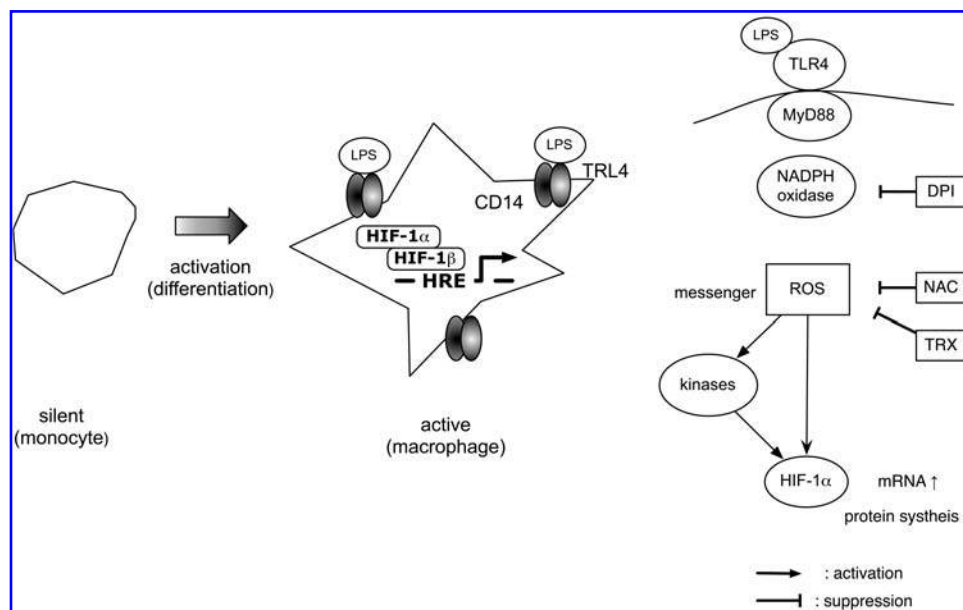 LPS
LPS
CD14
TRL4
HIF-1α
HIF-1β
HRE
activation
(differentiation)
silent
(monocyte)
active
(macrophage)
LPS
TLR4
MyD88
NADPH
oxidase
DPI
messenger
ROS
NAC
TRX
kinases
HIF-1α
mRNA ↑
protein systheis
: activation
: suppression